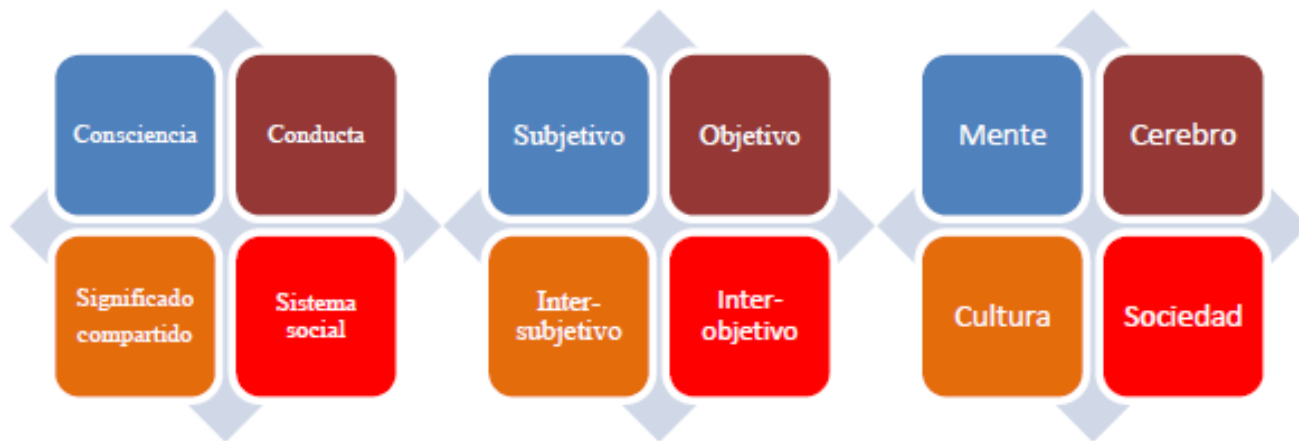 Consciencia
Conducta
Significado
compartido
Sistema
social
Subjetivo
Objetivo
Inter-
subjetivo
Inter-
objetivo
Mente
Cerebro
Cultura
Sociedad